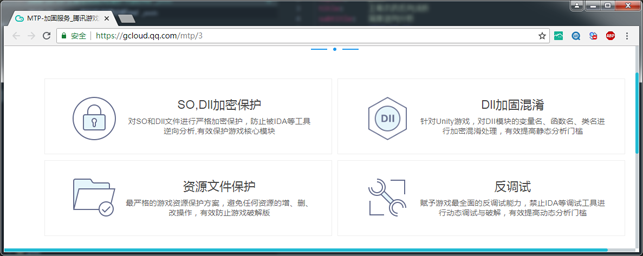 MTP-加固服务_腾讯游戏
安全 | https://gcloud.qq.com/mtp/3
ABP
SO,Dll加密保护
对SO和Dll文件进行严格加密保护，防止被IDA等工具
逆向分析,有效保护游戏核心模块
DII
Dll加固混淆
针对Unity游戏，对Dll模块的变量名、函数名、类名进
行加密混淆处理，有效提高静态分析门槛
资源文件保护
最严格的游戏资源保护方案，避免任何资源的增、删、
改操作，有效防止游戏破解版
反调试
赋予游戏最全面的反调试能力，禁止IDA等调试工具进
行动态调试与破解，有效提高动态分析门槛